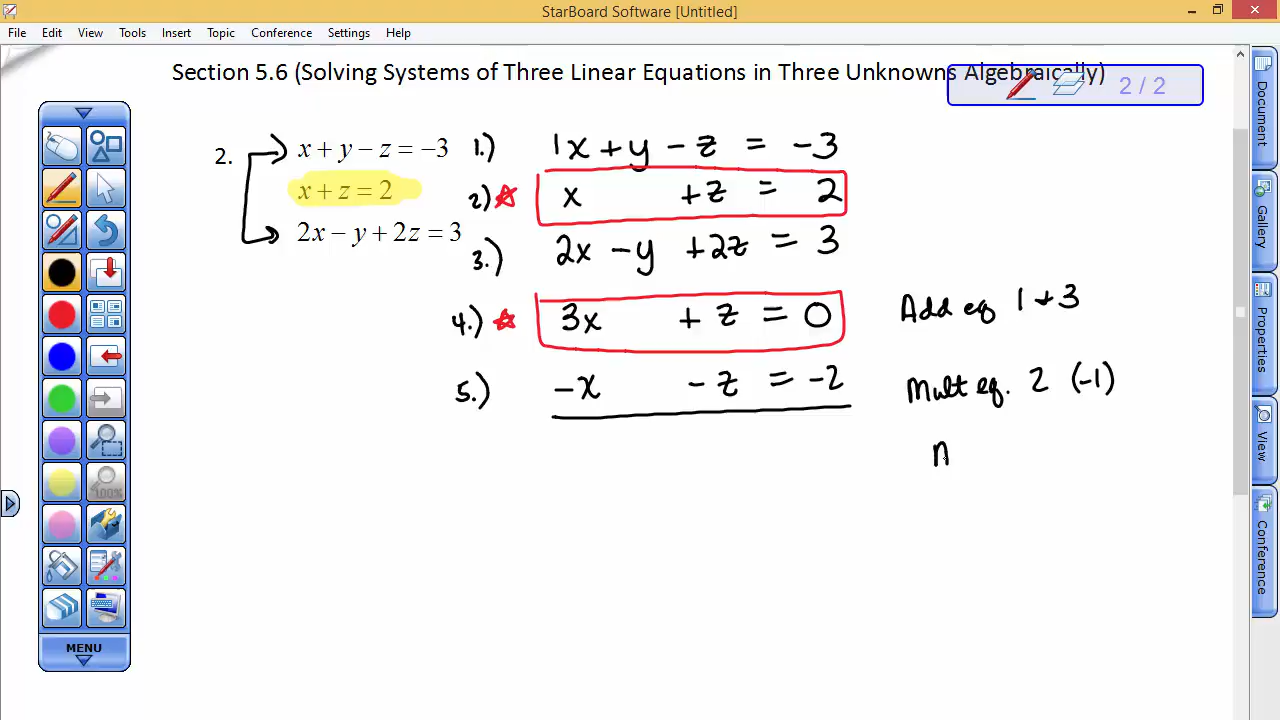 StarBoard Software [Untitled]
File Edit View Tools Insert Topic Conference Settings Help
Section 5.6 (Solving Systems of Three Linear Equations in Three Unknowns Algebraically)
2 / 2
2. x + y − z = −3
x + z = 2
2x − y + 2z = 3
1.) 1x + y - z = -3
2) x + z = 2
3.) 2x - y + 2z = 3
4.) 3x + z = 0 Add eq 1 + 3
5.) -x - z = -2 Mult eq. 2 (-1)
n
100%
MENU
Document
Gallery
Properties
View
Conference